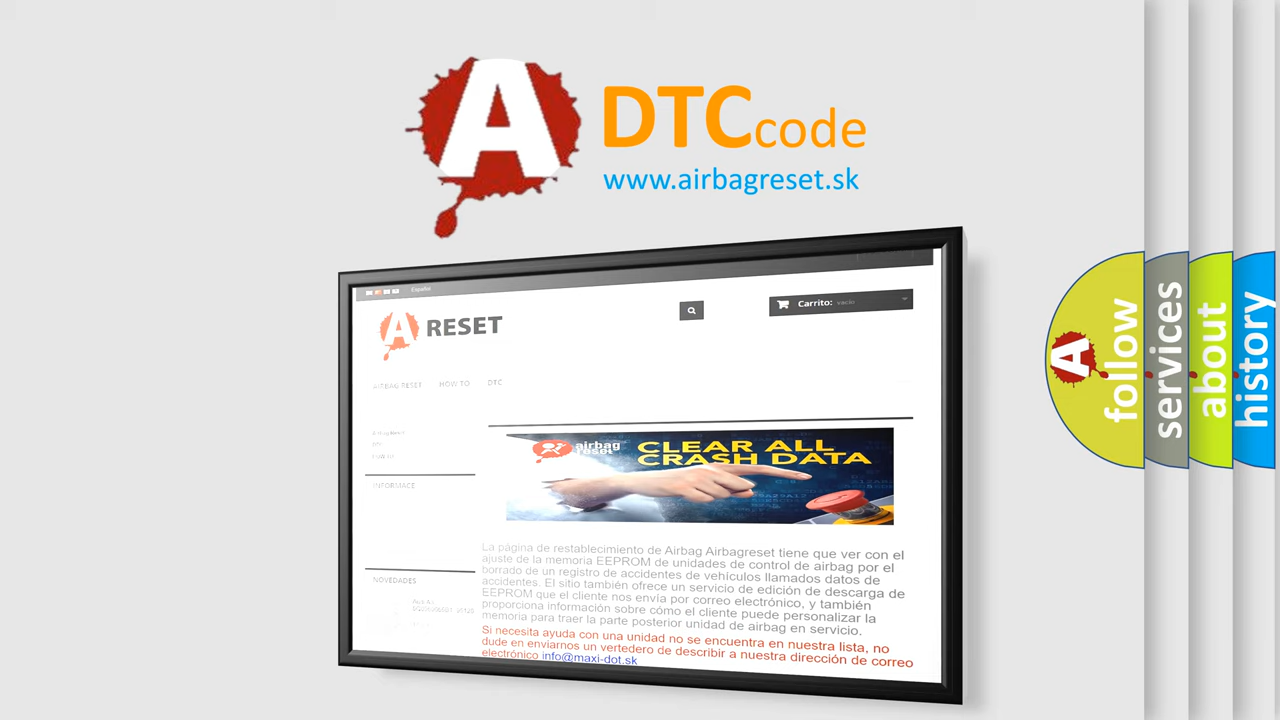 A DTCcode
www.airbagreset.sk
Español
A RESET
Carrito: vacío
AIRBAG RESET HOW TO DTC
INFORMACE
NOVEDADES
airbag
reset
CLEAR ALL
CRASH DATA
La página de restablecimiento de Airbag Airbagreset tiene que ver con el
ajuste de la memoria EEPROM de unidades de control de airbag por el
borrado de un registro de accidentes de vehículos llamados datos de
accidentes. El sitio también ofrece un servicio de edición de descarga de
EEPROM que el cliente nos envía por correo electrónico, y también
proporciona información sobre cómo el cliente puede personalizar la
memoria para traer la parte posterior unidad de airbag en servicio.
Si necesita ayuda con una unidad no se encuentra en nuestra lista, no
dude en enviarnos un vertedero de describir a nuestra dirección de correo
electrónico info@maxi-dot.sk
A follow
services
about
history